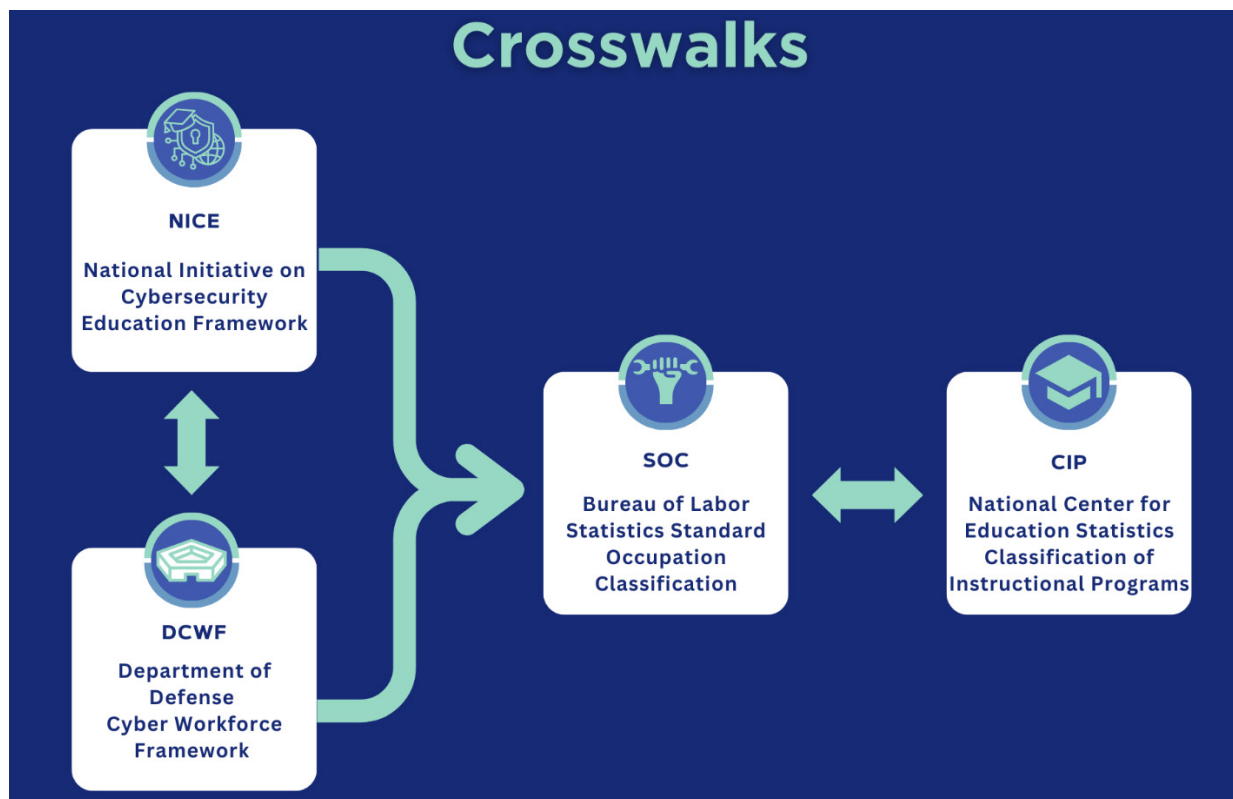 Crosswalks
NICE
National Initiative on
Cybersecurity
Education Framework
DCWF
Department of
Defense
Cyber Workforce
Framework
SOC
Bureau of Labor
Statistics Standard
Occupation
Classification
CIP
National Center for
Education Statistics
Classification of
Instructional Programs